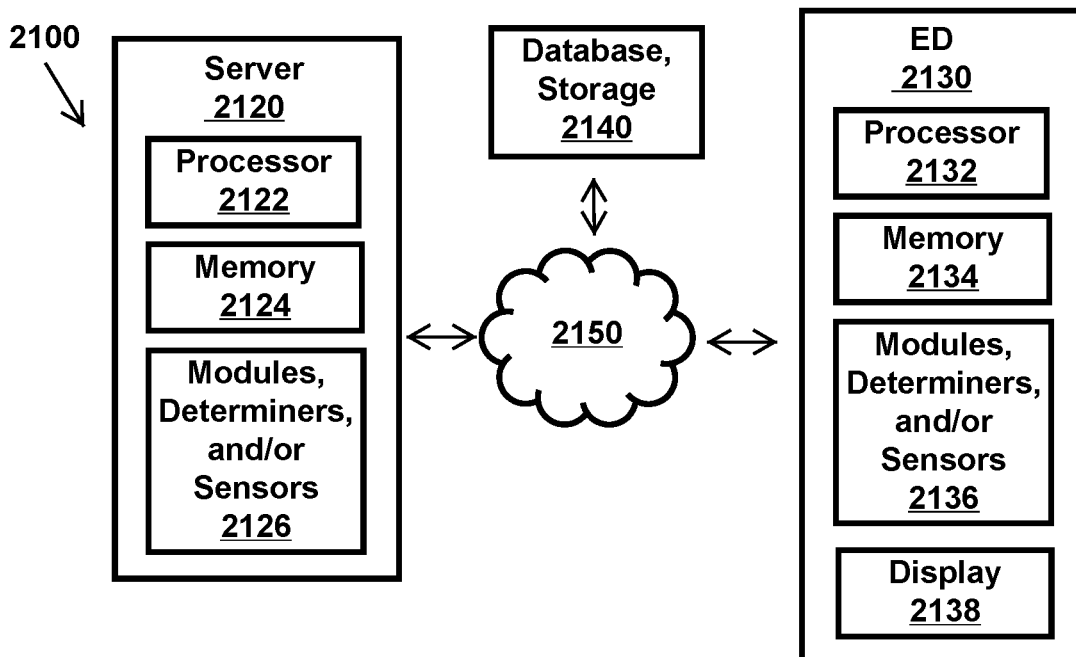 2100
Server
2120
Processor
2122
Memory
2124
Modules,
Determiners,
and/or
Sensors
2126
Database,
Storage
2140
2150
ED
2130
Processor
2132
Memory
2134
Modules,
Determiners,
and/or
Sensors
2136
Display
2138